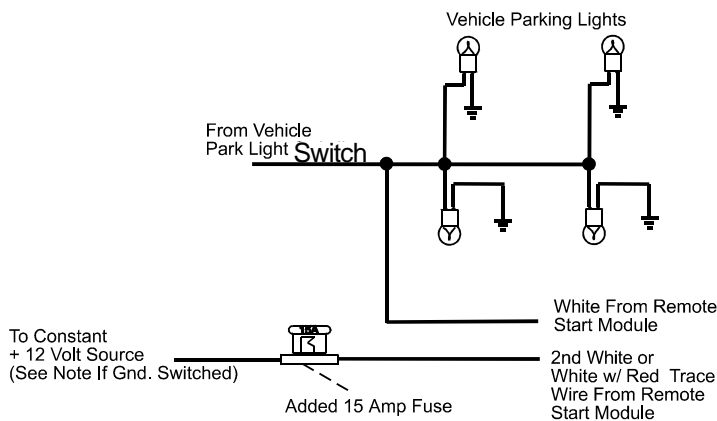 Vehicle Parking Lights
From Vehicle
Park Light Switch
White From Remote
Start Module
15A
To Constant
+ 12 Volt Source
(See Note If Gnd. Switched)
2nd White or
White w/ Red Trace
Wire From Remote
Start Module
Added 15 Amp Fuse